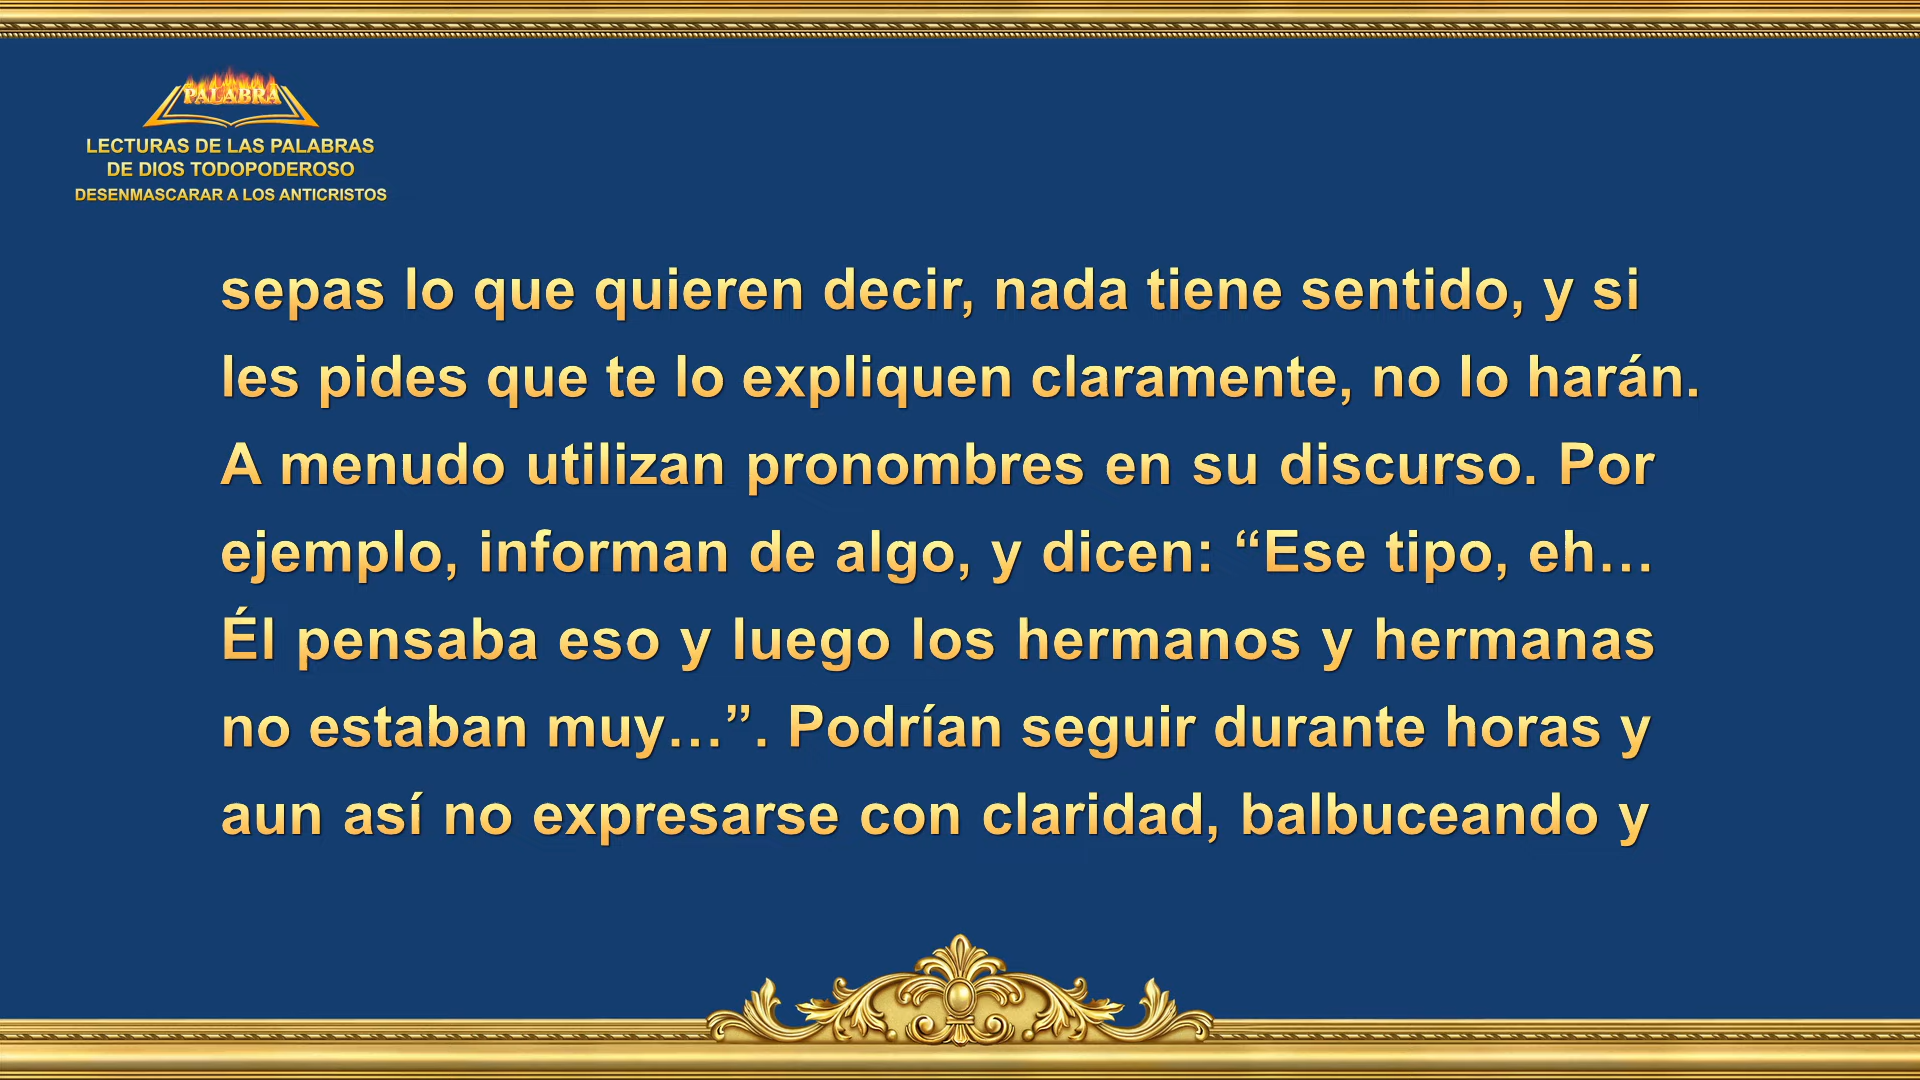 PALABRA
LECTURAS DE LAS PALABRAS
DE DIOS TODOPODEROSO
DESENMASCARAR A LOS ANTICRISTOS
sepas lo que quieren decir, nada tiene sentido, y si
les pides que te lo expliquen claramente, no lo harán.
A menudo utilizan pronombres en su discurso. Por
ejemplo, informan de algo, y dicen: “Ese tipo, eh…
Él pensaba eso y luego los hermanos y hermanas
no estaban muy…”. Podrían seguir durante horas y
aun así no expresarse con claridad, balbuceando y